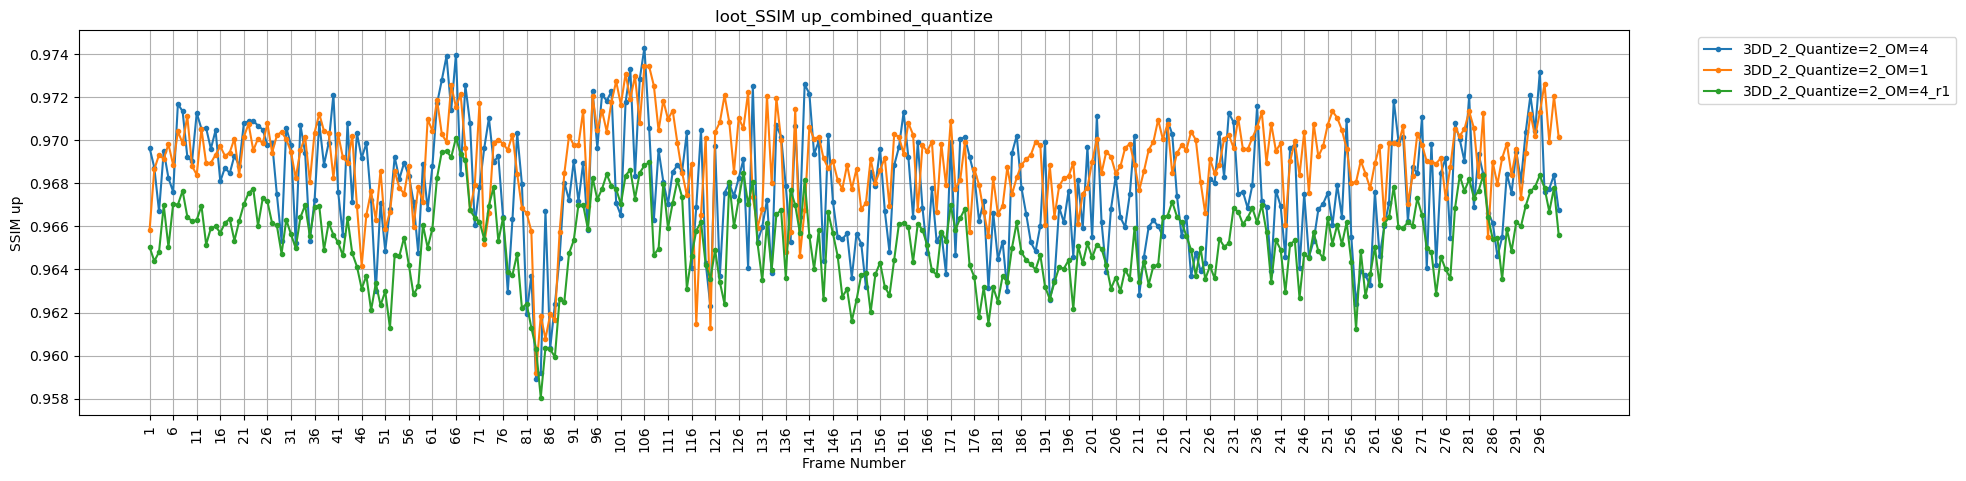 loot_SSIM up_combined_quantize
3DD_2_Quantize=2_OM=4
3DD_2_Quantize=2_OM=1
3DD_2_Quantize=2_OM=4_r1
SSIM up
0.974
0.972
0.970
0.968
0.966
0.964
0.962
0.960
0.958
1 6 11 16 21 26 31 36 41 46 51 56 61 66 71 76 81 86 91 96 101 106 111 116 121 126 131 136 141 146 151 156 161 166 171 176 181 186 191 196 201 206 211 216 221 226 231 236 241 246 251 256 261 266 271 276 281 286 291 296
Frame Number